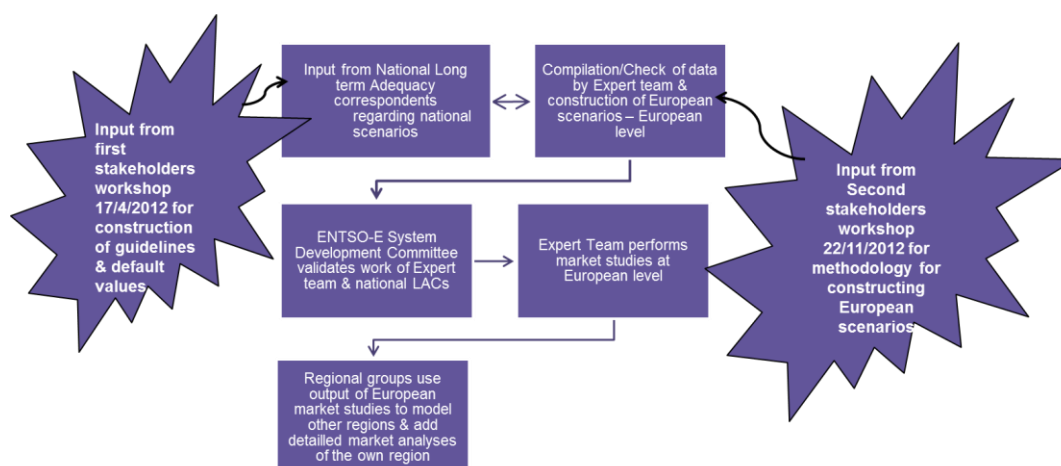 Input from
first
stakeholders
workshop
17/4/2012 for
construction
of guidelines
& default
values
Input from National Long
term Adequacy
correspondents
regarding national
scenarios
Compilation/Check of data
by Expert team &
construction of European
scenarios – European
level
Input from
Second
stakeholders
workshop
22/11/2012 for
methodology for
constructing
European
scenarios
ENTSO-E System
Development Committee
validates work of Expert
team & national LACs
Expert Team performs
market studies at
European level
Regional groups use
output of European
market studies to model
other regions & add
detailled market analyses
of the own region